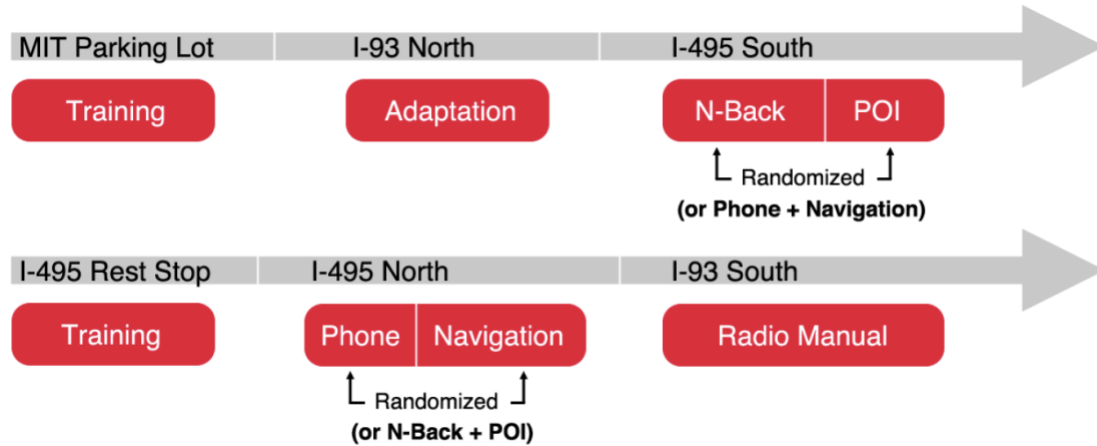 MIT Parking Lot I-93 North I-495 South
Training Adaptation N-Back POI
Randomized
(or Phone + Navigation)
I-495 Rest Stop I-495 North I-93 South
Training Phone Navigation Radio Manual
Randomized
(or N-Back + POI)